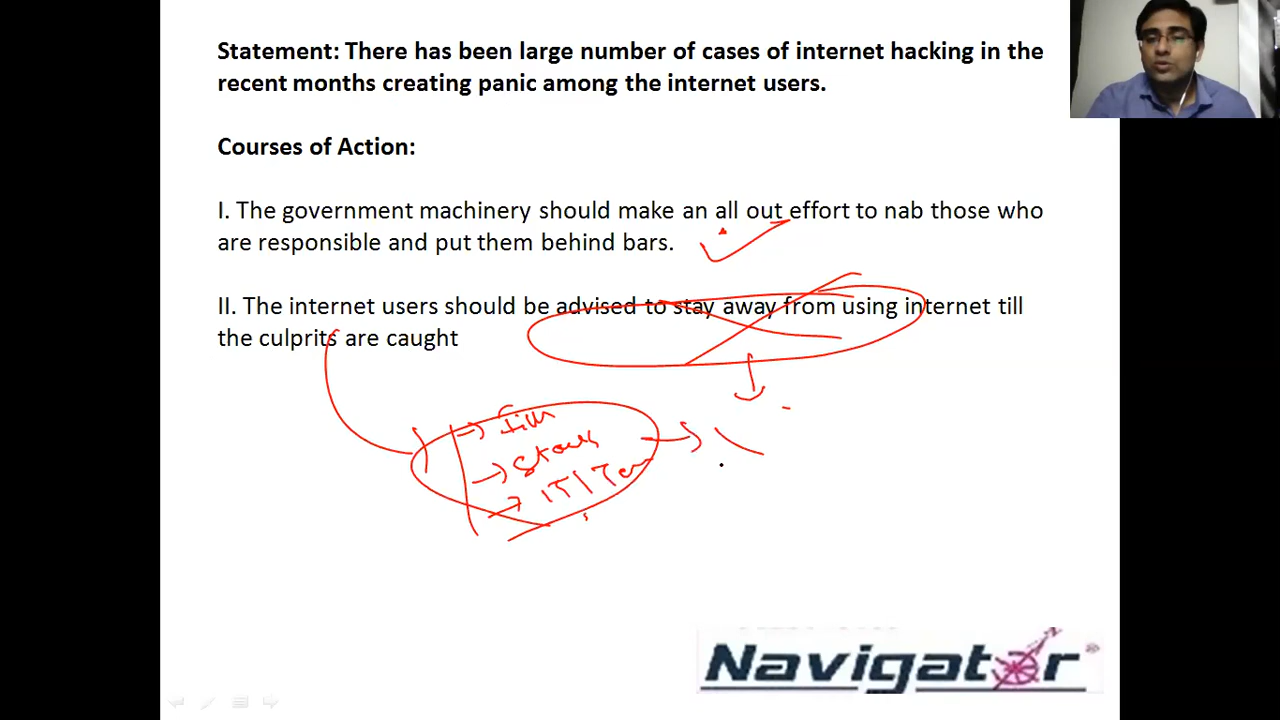 Statement: There has been large number of cases of internet hacking in the
recent months creating panic among the internet users.
Courses of Action:
I. The government machinery should make an all out effort to nab those who
are responsible and put them behind bars.
II. The internet users should be advised to stay away from using internet till
the culprits are caught
Navigator